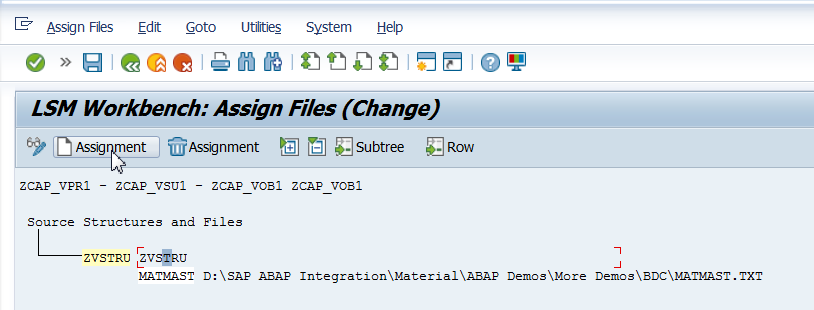 Assign Files Edit Goto Utilities System Help
LSM Workbench: Assign Files (Change)
Assignment Assignment Subtree Row
ZCAP_VPR1 - ZCAP_VSU1 - ZCAP_VOB1 ZCAP_VOB1
Source Structures and Files
ZVSTRU ZVSTRU
MATMAST D:\SAP ABAP Integration\Material\ABAP Demos\More Demos\BDC\MATMAST.TXT